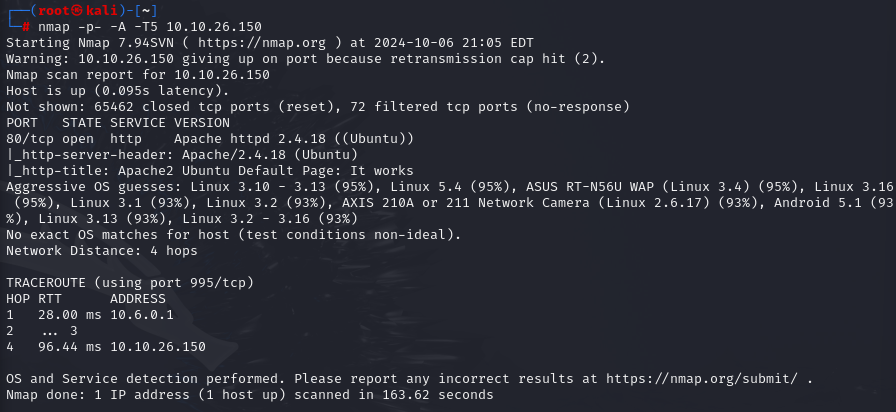 ┌──(root㉿kali)-[~]
└─# nmap -p- -A -T5 10.10.26.150
Starting Nmap 7.94SVN ( https://nmap.org ) at 2024-10-06 21:05 EDT
Warning: 10.10.26.150 giving up on port because retransmission cap hit (2).
Nmap scan report for 10.10.26.150
Host is up (0.095s latency).
Not shown: 65462 closed tcp ports (reset), 72 filtered tcp ports (no-response)
PORT   STATE SERVICE VERSION
80/tcp open  http    Apache httpd 2.4.18 ((Ubuntu))
|_http-server-header: Apache/2.4.18 (Ubuntu)
|_http-title: Apache2 Ubuntu Default Page: It works
Aggressive OS guesses: Linux 3.10 - 3.13 (95%), Linux 5.4 (95%), ASUS RT-N56U WAP (Linux 3.4) (95%), Linux 3.16
 (95%), Linux 3.1 (93%), Linux 3.2 (93%), AXIS 210A or 211 Network Camera (Linux 2.6.17) (93%), Android 5.1 (93
%), Linux 3.13 (93%), Linux 3.2 - 3.16 (93%)
No exact OS matches for host (test conditions non-ideal).
Network Distance: 4 hops
TRACEROUTE (using port 995/tcp)
HOP RTT      ADDRESS
1   28.00 ms 10.6.0.1
2   ... 3
4   96.44 ms 10.10.26.150
OS and Service detection performed. Please report any incorrect results at https://nmap.org/submit/ .
Nmap done: 1 IP address (1 host up) scanned in 163.62 seconds